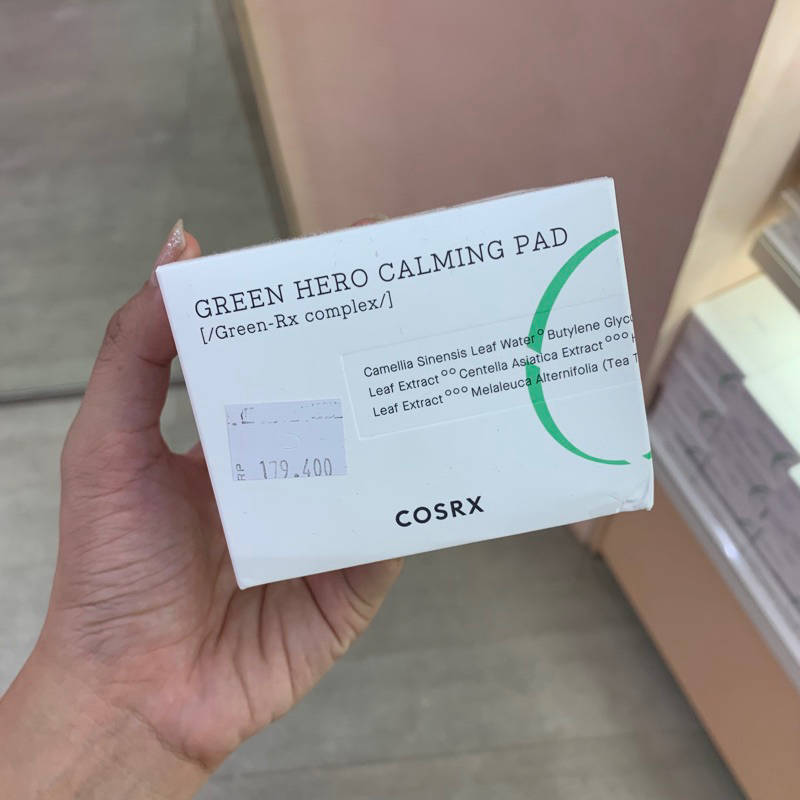 GREEN HERO CALMING PAD
[/Green-Rx complex/]
Camellia Sinensis Leaf Water° Butylene Glyc
Leaf Extract°° Centella Asiatica Extract°°°
Leaf Extract°°° Melaleuca Alternifolia (Tea T
RP 179.400
COSRX